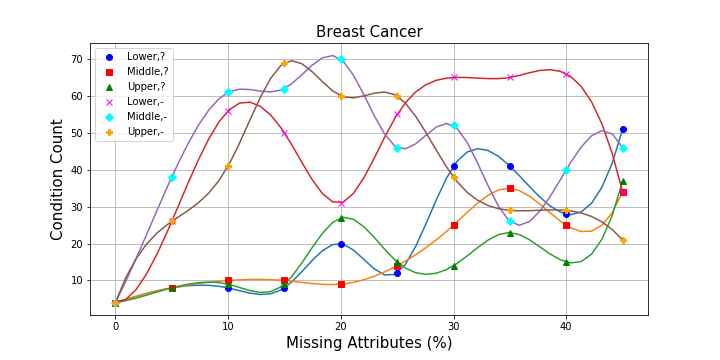 Breast Cancer
Condition Count
70
60
50
40
30
20
10
Lower,?
Middle,?
Upper,?
Lower,-
Middle,-
Upper,-
0
10
20
30
40
Missing Attributes (%)